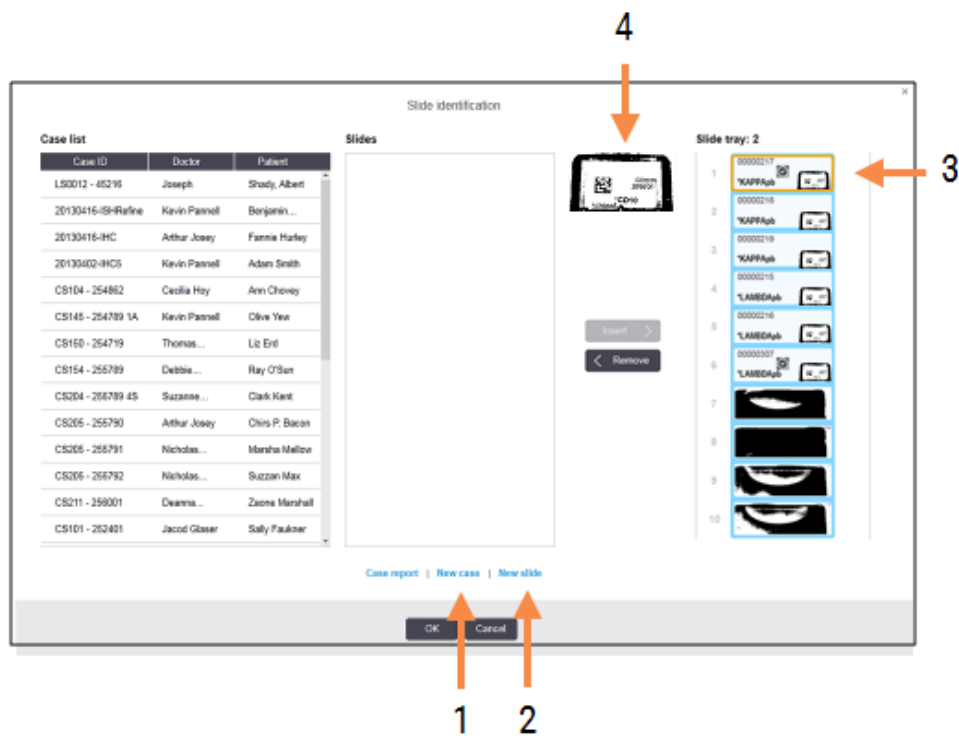 4
Slide identification
Case list
Slides
Slide tray: 2
Case ID Doctor Patient
LS0012 - 45216 Joseph Shady, Albert
20130416-ISHRefine Kevin Pannell Benjamin...
20130416-IHC Arthur Josey Fannie Hurley
20130402-IHC5 Kevin Pannell Adam Smith
CS104 - 254862 Cecilia Hoy Ann Chovey
CS145 - 254789 1A Kevin Pannell Olive Yew
CS150 - 254719 Thomas... Liz Erd
CS154 - 255789 Debbie... Ray O'Sun
CS204 - 255789 4S Suzanne... Clark Kent
CS205 - 255790 Arthur Josey Chirs P. Bacon
CS205 - 255791 Nicholas... Marsha Mellow
CS205 - 255792 Nicholas... Suzzan Max
CS211 - 256001 Deanna... Zaone Marshall
CS101 - 252401 Jacod Glaser Sally Faulkner
*CD10
Insert >
< Remove
1 00000217
*KAPPApb
2 00000218
*KAPPApb
3 00000219
*KAPPApb
4 00000215
*LAMBDApb
5 00000216
*LAMBDApb
6 00000307
*LAMBDApb
7
8
9
10
3
Case report | New case | New slide
OK Cancel
1 2